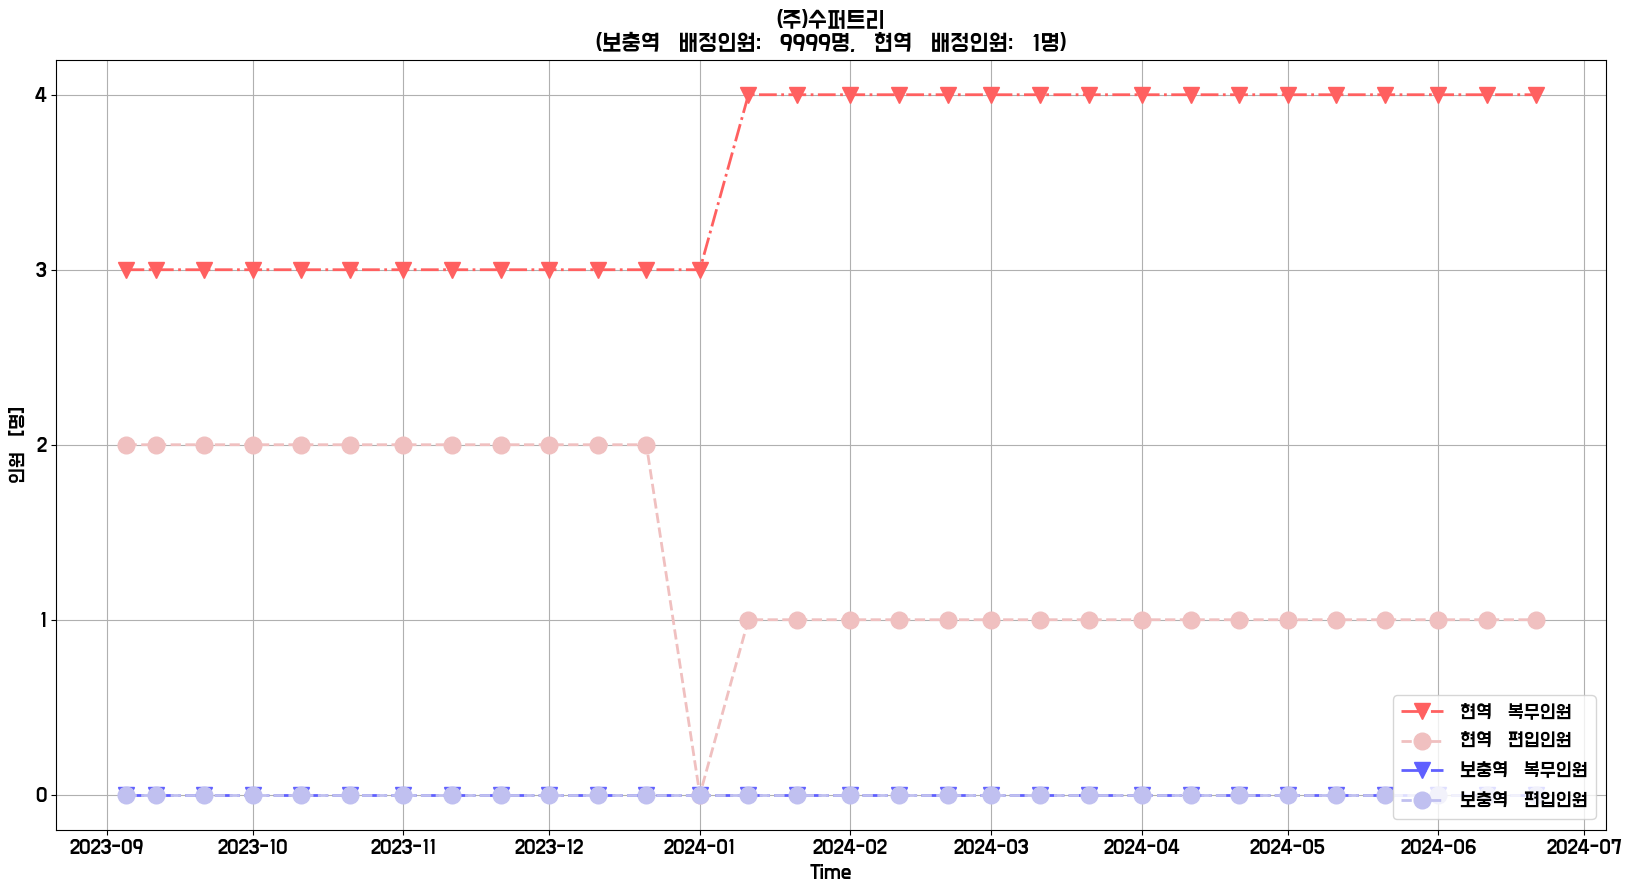 (주)수퍼트리
(보충역 배정인원: 9999명, 현역 배정인원: 1명)
인원 [명]
4
3
2
1
0
현역 복무인원
현역 편입인원
보충역 복무인원
보충역 편입인원
2023-09 2023-10 2023-11 2023-12 2024-01 2024-02 2024-03 2024-04 2024-05 2024-06 2024-07
Time